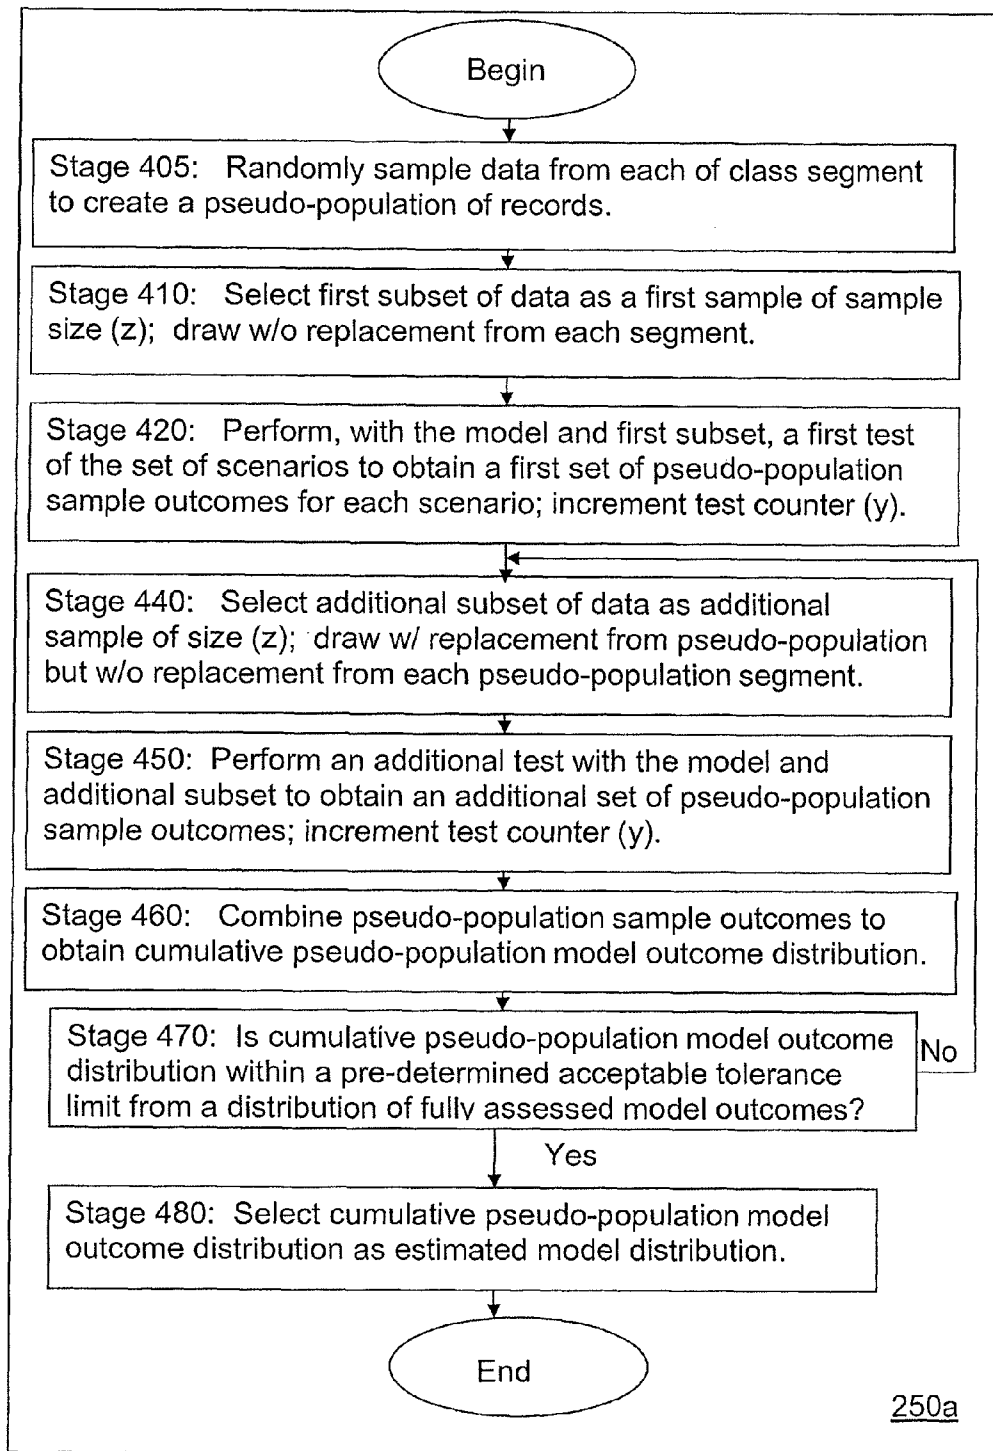 Begin
Stage 405: Randomly sample data from each of class segment
to create a pseudo-population of records.
Stage 410: Select first subset of data as a first sample of sample
size (z); draw w/o replacement from each segment.
Stage 420: Perform, with the model and first subset, a first test
of the set of scenarios to obtain a first set of pseudo-population
sample outcomes for each scenario; increment test counter (y).
Stage 440: Select additional subset of data as additional
sample of size (z); draw w/ replacement from pseudo-population
but w/o replacement from each pseudo-population segment.
Stage 450: Perform an additional test with the model and
additional subset to obtain an additional set of pseudo-population
sample outcomes; increment test counter (y).
Stage 460: Combine pseudo-population sample outcomes to
obtain cumulative pseudo-population model outcome distribution.
Stage 470: Is cumulative pseudo-population model outcome
distribution within a pre-determined acceptable tolerance
limit from a distribution of fully assessed model outcomes?
No
Yes
Stage 480: Select cumulative pseudo-population model
outcome distribution as estimated model distribution.
End
250a